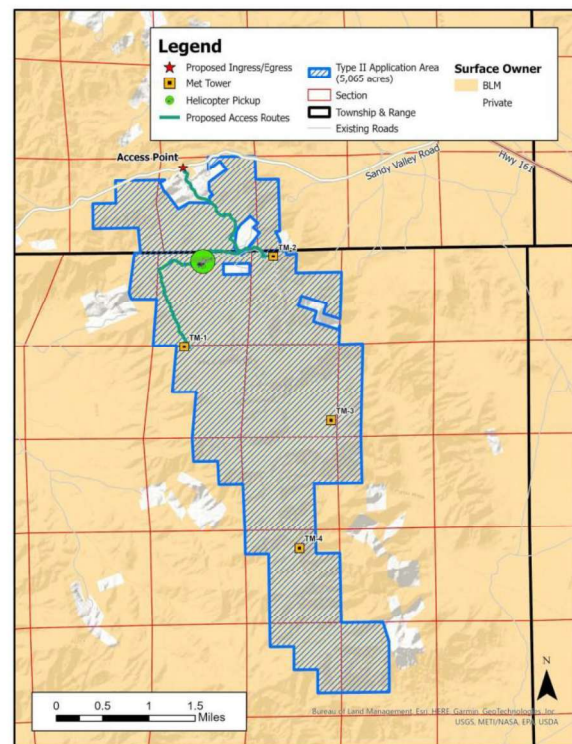 Legend
Proposed Ingress/Egress
Met Tower
Helicopter Pickup
Proposed Access Routes
Type II Application Area
(5,065 acres)
Section
Township & Range
Existing Roads
Surface Owner
BLM
Private
Access Point
Sandy Valley Road
Hwy 161
TM-2
TM-1
TM-3
TM-4
N
0 0.5 1 1.5
Miles
Bureau of Land Management, Esri, HERE, Garmin, GeoTechnologies, Inc.,
USGS, METI/NASA, EPA, USDA